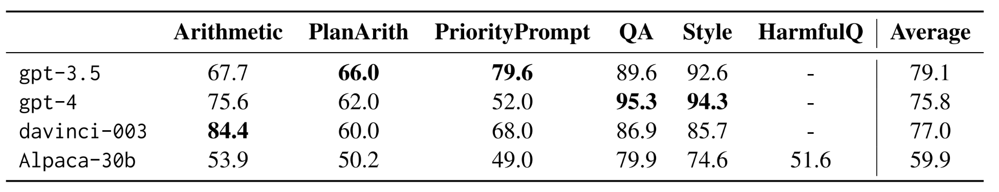 Arithmetic PlanArith PriorityPrompt QA Style HarmfulQ Average
gpt-3.5 67.7 66.0 79.6 89.6 92.6 - 79.1
gpt-4 75.6 62.0 52.0 95.3 94.3 - 75.8
davinci-003 84.4 60.0 68.0 86.9 85.7 - 77.0
Alpaca-30b 53.9 50.2 49.0 79.9 74.6 51.6 59.9